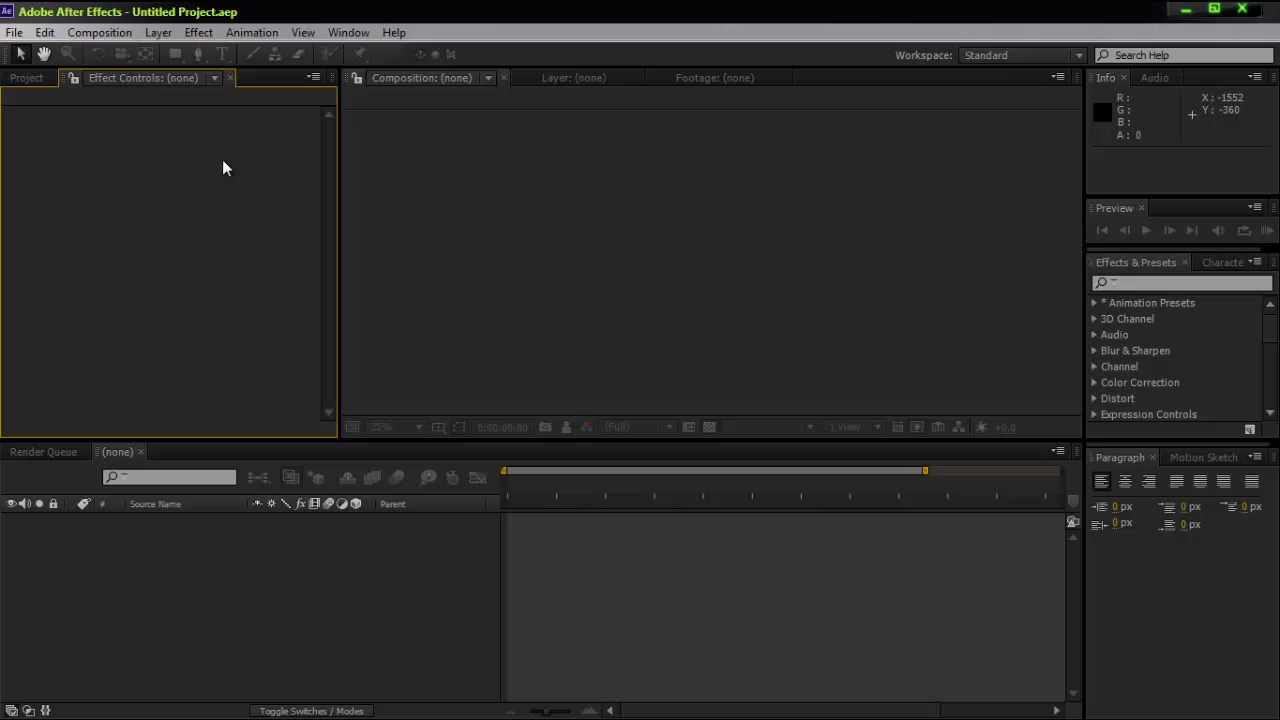 Ae Adobe After Effects - Untitled Project.aep
File Edit Composition Layer Effect Animation View Window Help
Workspace: Standard Search Help
Project Effect Controls: (none) Composition: (none) Layer: (none) Footage: (none) Info Audio
R : X : -1552
G : Y : -360
B :
A : 0
Preview
Effects & Presets Characte
* Animation Presets
3D Channel
Audio
Blur & Sharpen
Channel
Color Correction
Distort
Expression Controls
25% 0:00:00:00 (Full) 1 View +0,0
Render Queue (none) Paragraph Motion Sketch
# Source Name fx Parent
0 px 0 px 0 px
0 px 0 px
Toggle Switches / Modes